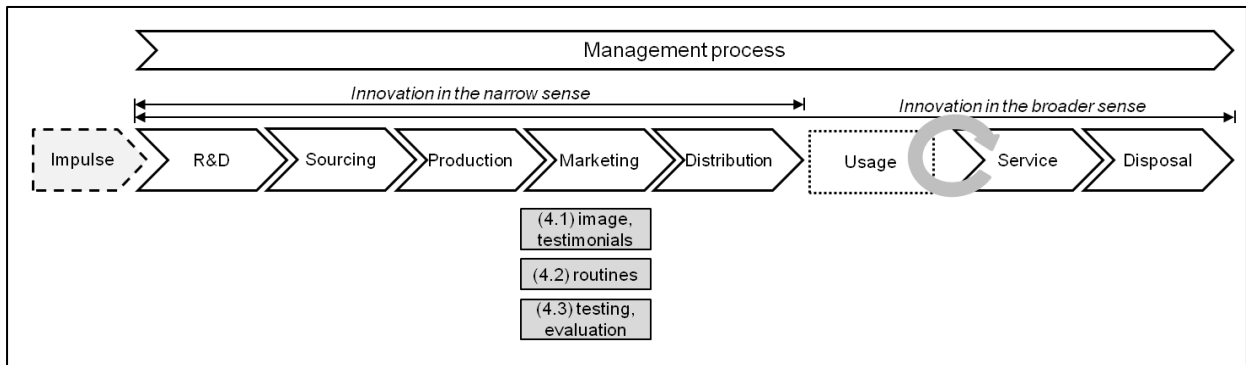 Management process
Innovation in the narrow sense
Innovation in the broader sense
Impulse
R&D
Sourcing
Production
Marketing
Distribution
Usage
Service
Disposal
(4.1) image,
testimonials
(4.2) routines
(4.3) testing,
evaluation